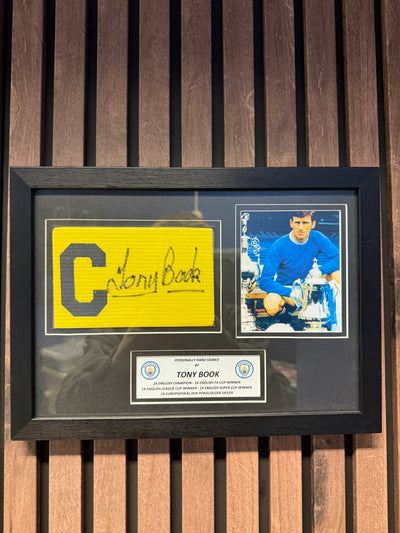 C Tony Book
PERSONALLY HAND SIGNED
BY
TONY BOOK
1X ENGLISH CHAMPION - 1X ENGLISH FA CUP WINNER
1X ENGLISH LEAGUE CUP WINNER - 1X ENGLISH SUPER CUP WINNER
1X EUROPAPOKAL DER POKALSIEGER SIEGER